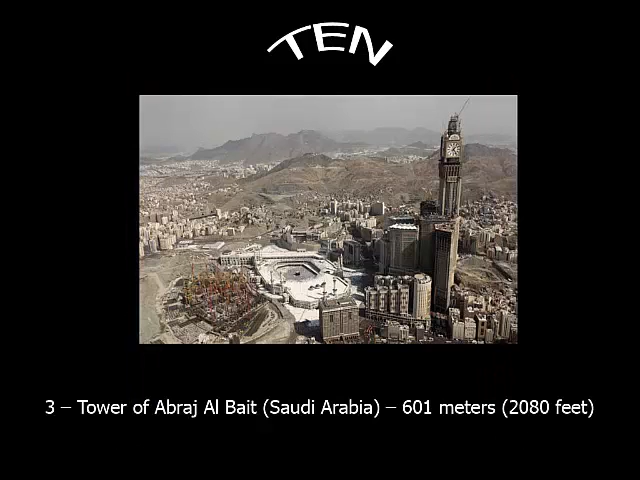 TEN
3 – Tower of Abraj Al Bait (Saudi Arabia) – 601 meters (2080 feet)